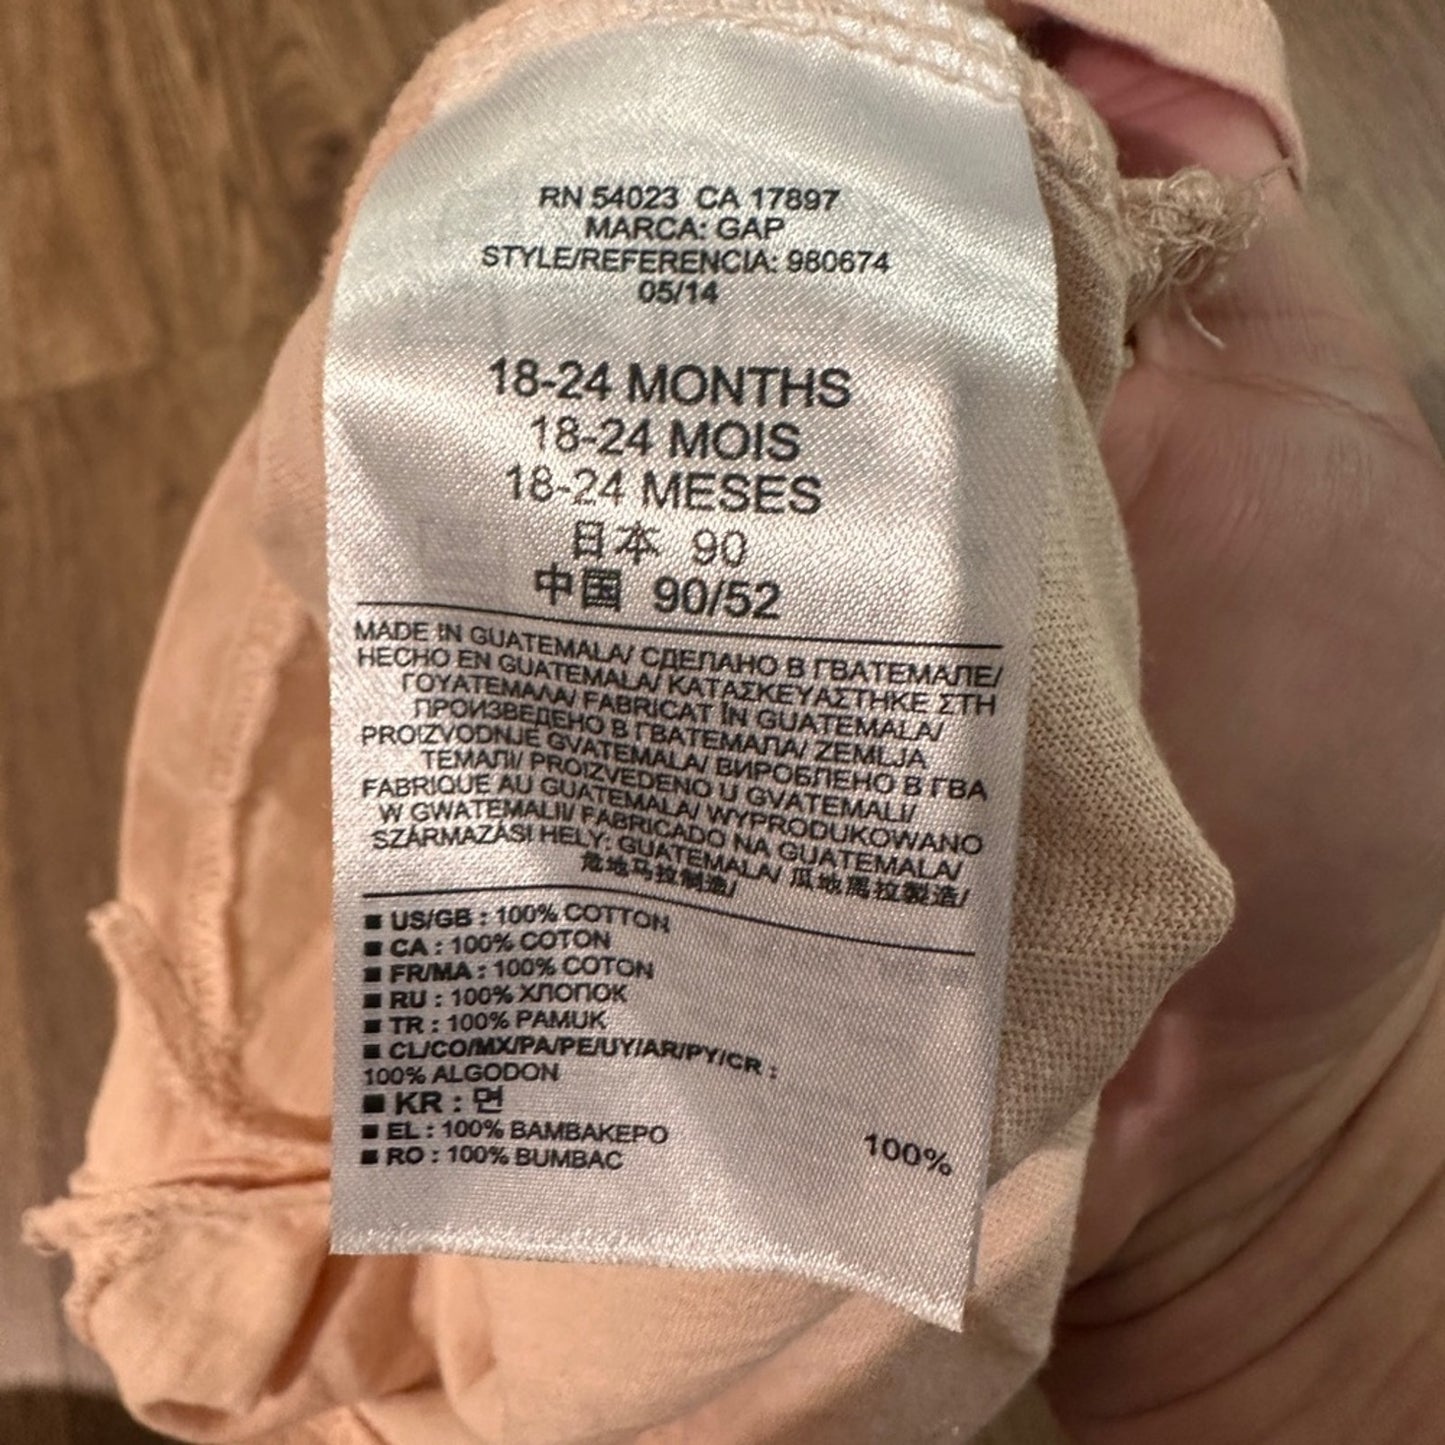 RN 54023 CA 17897
MARCA: GAP
STYLE/REFERENCIA: 980674
05/14
18-24 MONTHS
18-24 MOIS
18-24 MESES
日本 90
中国 90/52
MADE IN GUATEMALA/ СДЕЛАНО В ГВАТЕМАЛЕ/
HECHO EN GUATEMALA/ ΚΑΤΑΣΚΕΥΑΣΤΗΚΕ ΣΤΗ
ΓΟΥΑΤΕΜΑΛΑ/ FABRICAT ÎN GUATEMALA/
ПРОИЗВЕДЕНО В ГВАТЕМАЛА/ ZEMLJA
PROIZVODNJE GVATEMALA/ ВИРОБЛЕНО В ГВА
ТЕМАЛІ/ PROIZVEDENO U GVATEMALI/
FABRIQUE AU GUATEMALA/ WYPRODUKOWANO
W GWATEMALII/ FABRICADO NA GUATEMALA/
SZÁRMAZÁSI HELY: GUATEMALA/ 瓜地馬拉製造/
危地马拉制造/
■ US/GB : 100% COTTON
■ CA : 100% COTON
■ FR/MA : 100% COTON
■ RU : 100% ХЛОПОК
■ TR : 100% PAMUK
■ CL/CO/MX/PA/PE/UY/AR/PY/CR :
100% ALGODON
■ KR : 면 100%
■ EL : 100% ΒΑΜΒΑΚΕΡΟ
■ RO : 100% BUMBAC